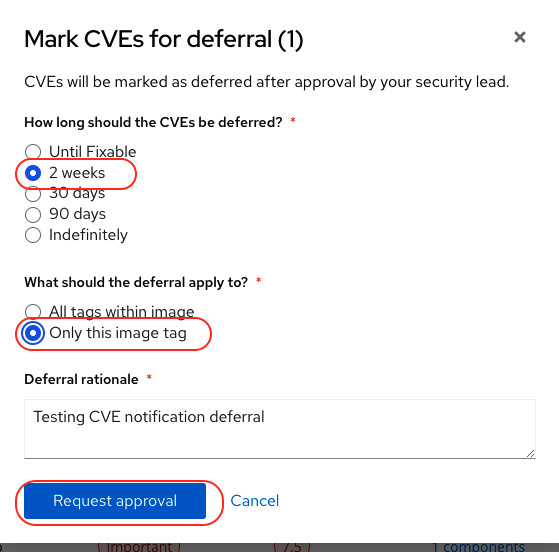 Mark CVEs for deferral (1)
CVEs will be marked as deferred after approval by your security lead.
How long should the CVEs be deferred? *
Until Fixable
2 weeks
30 days
90 days
Indefinitely
What should the deferral apply to? *
All tags within image
Only this image tag
Deferral rationale *
Testing CVE notification deferral
Request approval Cancel
Important 7.5 1 components